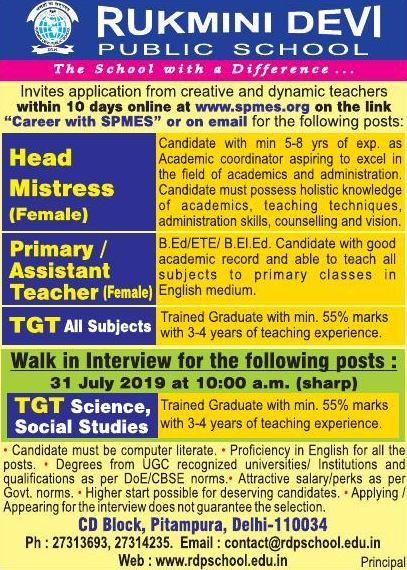 RUKMINI DEVI
PUBLIC SCHOOL
The School with a Difference ...
Invites application from creative and dynamic teachers
within 10 days online at www.spmes.org on the link
“Career with SPMES” or on email for the following posts:
Head
Mistress
(Female)
Candidate with min 5-8 yrs of exp. as
Academic coordinator aspiring to excel in
the field of academics and administration.
Candidate must possess holistic knowledge
of academics, teaching techniques,
administration skills, counselling and vision.
Primary /
Assistant
Teacher (Female)
B.Ed/ETE/ B.El.Ed. Candidate with good
academic record and able to teach all
subjects to primary classes in
English medium.
TGT All Subjects
Trained Graduate with min. 55% marks
with 3-4 years of teaching experience.
Walk in Interview for the following posts :
31 July 2019 at 10:00 a.m. (sharp)
TGT Science,
Social Studies
Trained Graduate with min. 55% marks
with 3-4 years of teaching experience.
• Candidate must be computer literate. • Proficiency in English for all the
posts. • Degrees from UGC recognized universities/ Institutions and
qualifications as per DoE/CBSE norms.• Attractive salary/perks as per
Govt. norms. • Higher start possible for deserving candidates. • Applying /
Appearing for the interview does not guarantee the selection.
CD Block, Pitampura, Delhi-110034
Ph : 27313693, 27314235. Email : contact@rdpschool.edu.in
Web : www.rdpschool.edu.in
Principal